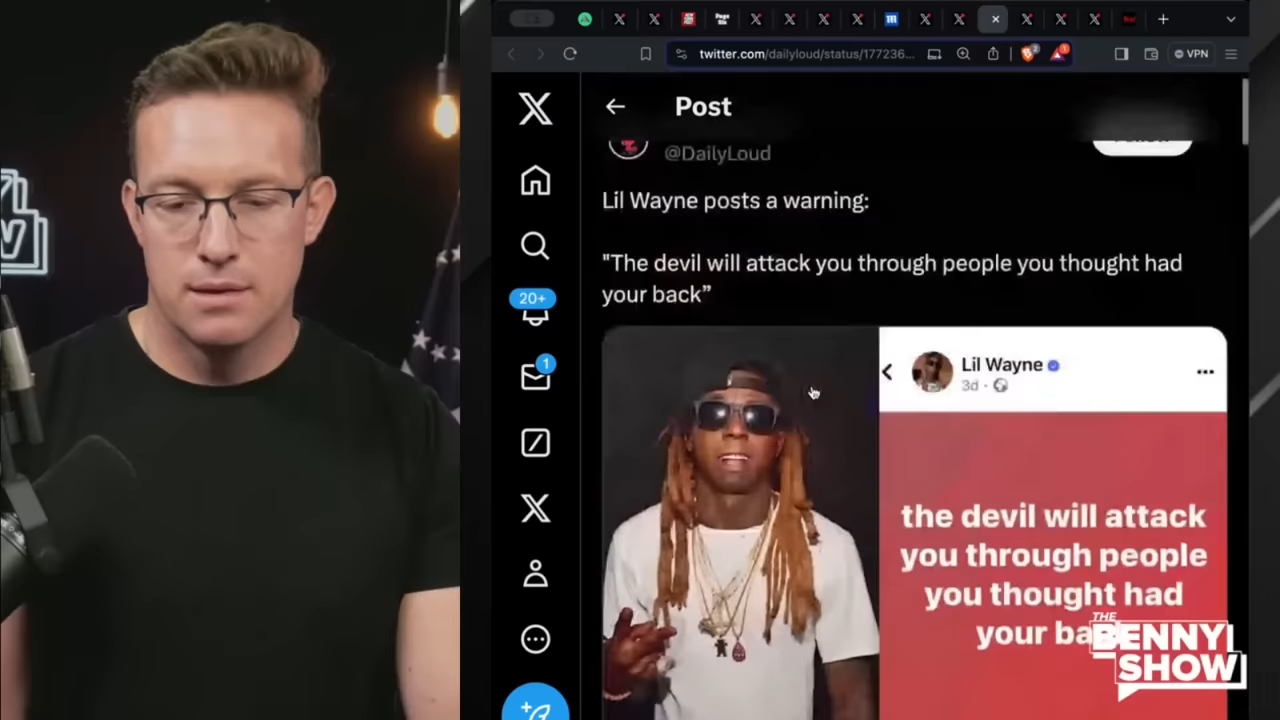 twitter.com/dailyloud/status/177236...
VPN
Post
@DailyLoud
Lil Wayne posts a warning:
"The devil will attack you through people you thought had
your back”
20+
1
Lil Wayne
3d
the devil will attack
you through people
you thought had
your ba
THE
BENNY
SHOW